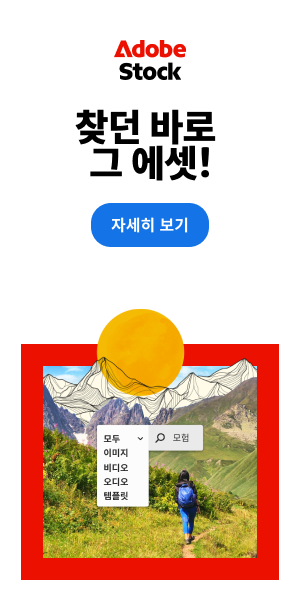 Adobe
Stock
찾던 바로
그 에셋!
자세히 보기
모두
모험
이미지
비디오
오디오
템플릿